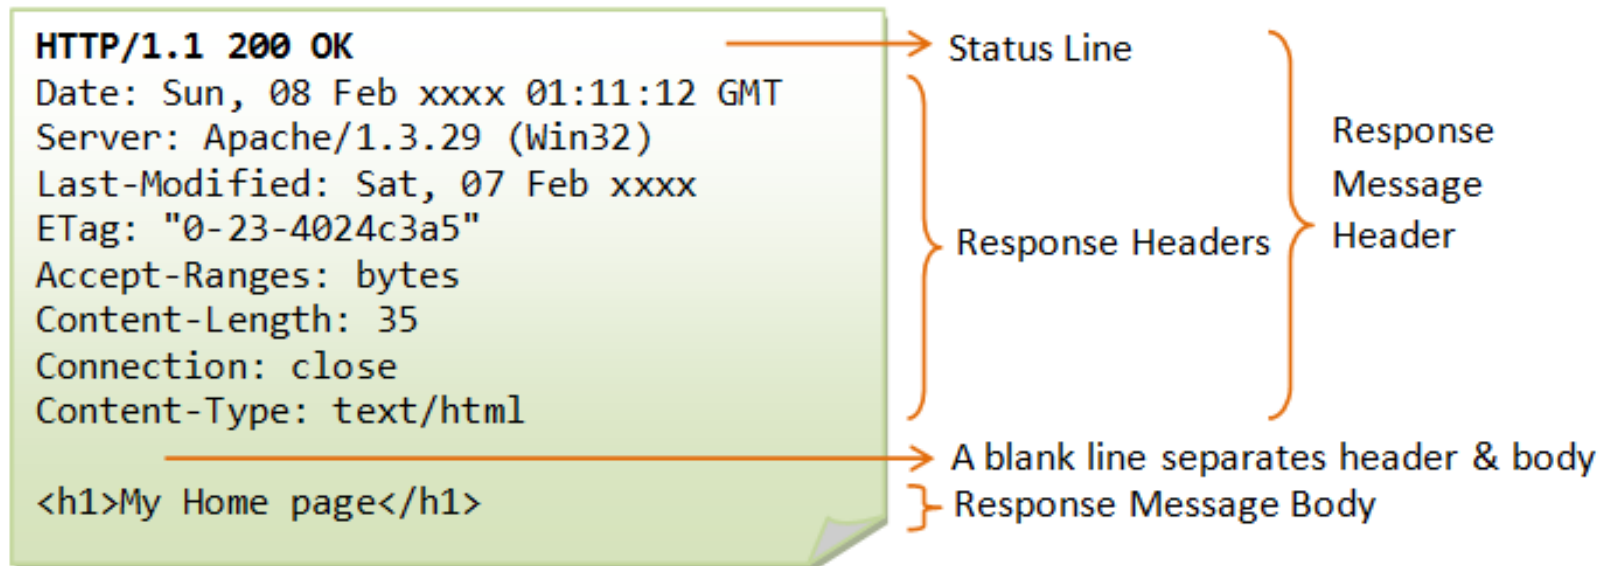 HTTP/1.1 200 OK
Date: Sun, 08 Feb xxxx 01:11:12 GMT
Server: Apache/1.3.29 (Win32)
Last-Modified: Sat, 07 Feb xxxx
ETag: "0-23-4024c3a5"
Accept-Ranges: bytes
Content-Length: 35
Connection: close
Content-Type: text/html
<h1>My Home page</h1>
Status Line
Response Headers
Response
Message
Header
A blank line separates header & body
Response Message Body